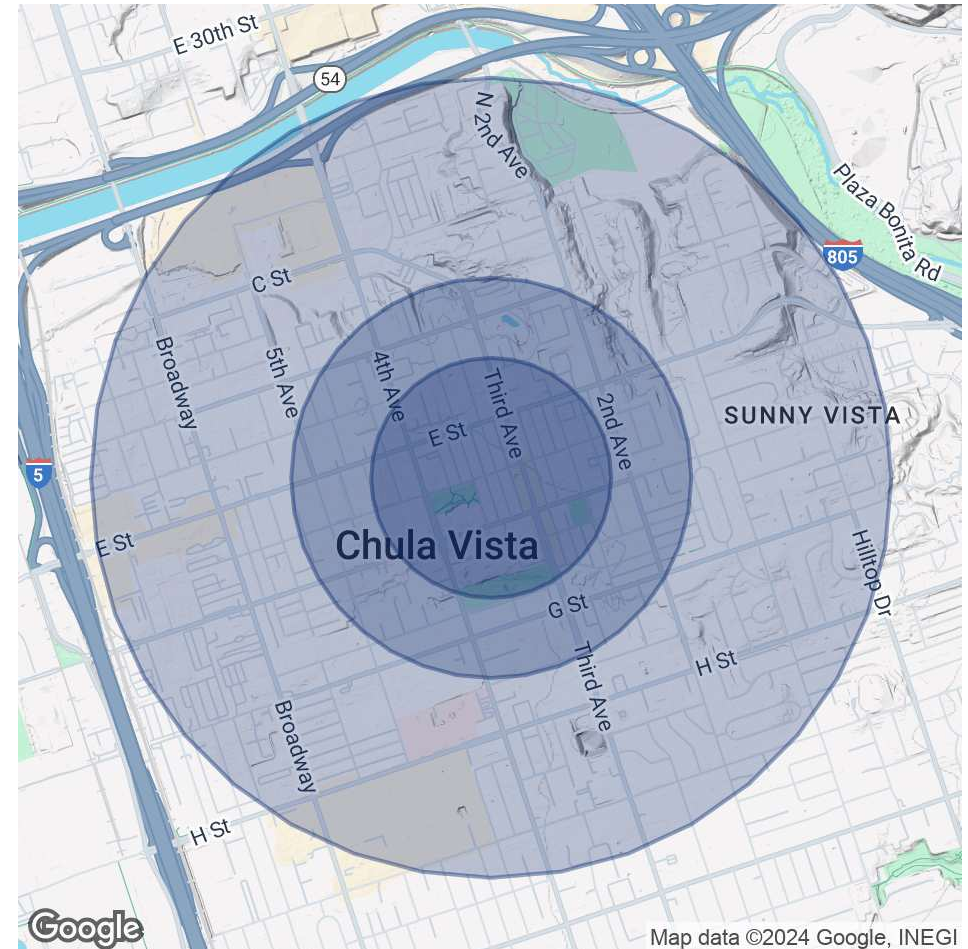 E 30th St
54
N 2nd Ave
Plaza Bonita Rd
805
C St
Broadway
5th Ave
4th Ave
Third Ave
2nd Ave
SUNNY VISTA
E St
5
E St
Chula Vista
Hilltop Dr
G St
Third Ave
H St
Broadway
H St
Google
Map data ©2024 Google, INEGI